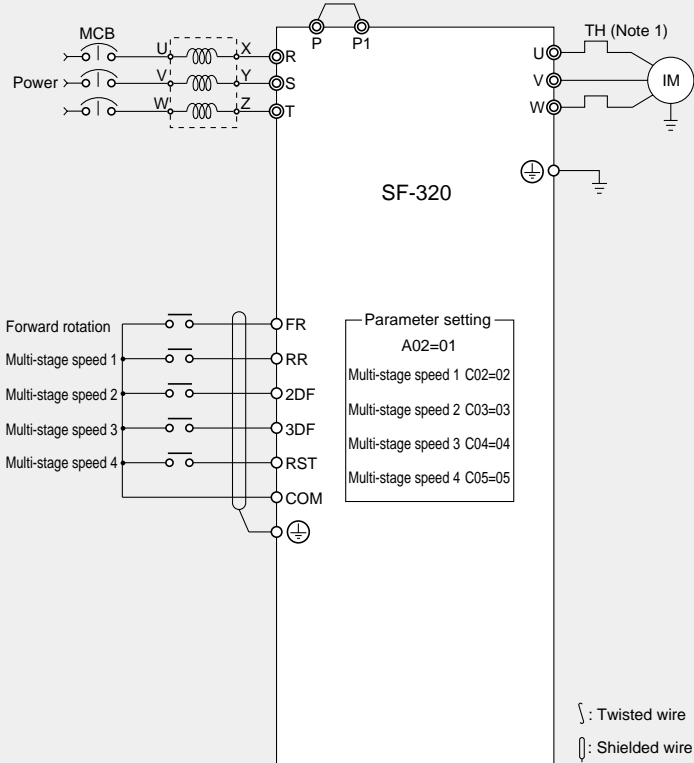 MCB
Power
U
X
R
V
Y
S
W
Z
T
P
P1
TH (Note 1)
U
V
W
IM
SF-320
Forward rotation
FR
Multi-stage speed 1
RR
Multi-stage speed 2
2DF
Multi-stage speed 3
3DF
Multi-stage speed 4
RST
COM
Parameter setting
A02=01
Multi-stage speed 1 C02=02
Multi-stage speed 2 C03=03
Multi-stage speed 3 C04=04
Multi-stage speed 4 C05=05
: Twisted wire
: Shielded wire